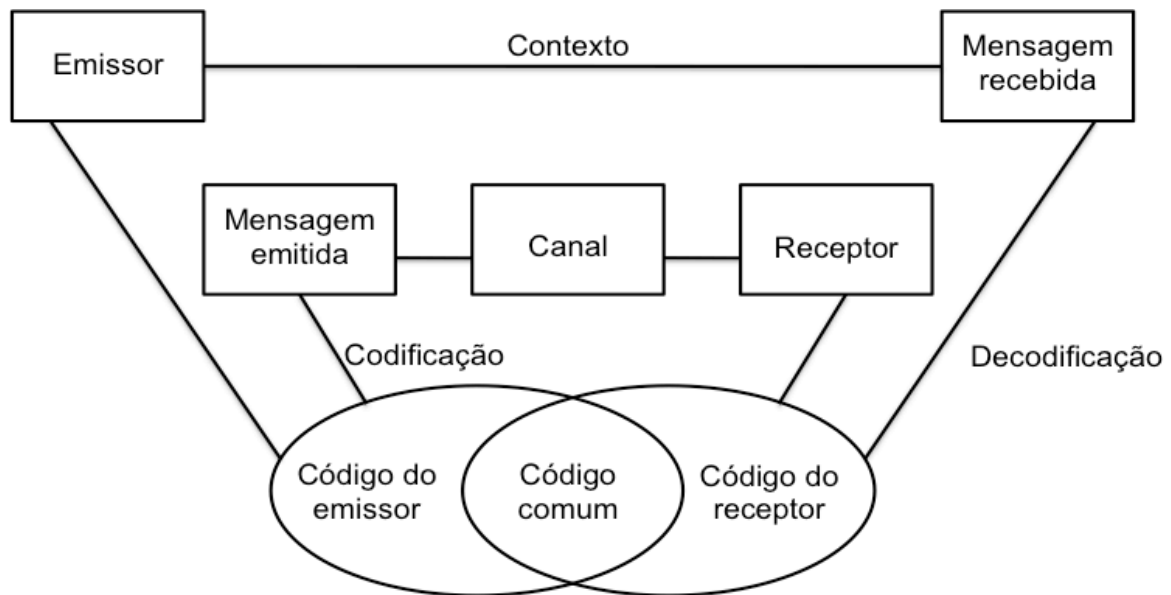 Emissor
Contexto
Mensagem
recebida
Mensagem
emitida
Canal
Receptor
Codificação
Decodificação
Código do
emissor
Código
comum
Código do
receptor